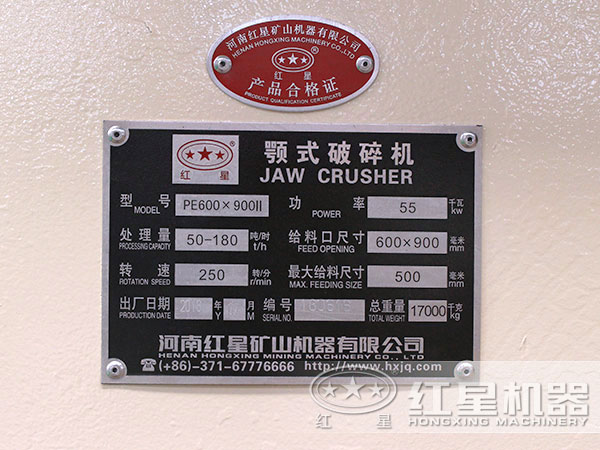 河南红星矿山机器有限公司
HENAN HONGXING MACHINERY CO.,LTD
®
红 星
产品合格证
PRODUCT QUALIFICATION CERTIFICATE
®
红 星
颚式破碎机
JAW CRUSHER
型 号 MODEL PE600×900II 功 率 POWER 55 千瓦 kw
处理量 PROCESSING CAPACITY 50-180 吨/时 t/h 给料口尺寸 FEED OPENING 600×900 毫米 mm
转 速 ROTATION SPEED 250 转/分 r/min 最大给料尺寸 MAX. FEEDING SIZE 500 毫米 mm
出厂日期 PRODUCTION DATE 年 Y 月 M 编号 SERIAL NO. 总重量 TOTAL WEIGHT 17000 千克 kg
河南红星矿山机器有限公司
HENAN HONGXING MINING MACHINERY CO.,LTD
☎(+86)-371-67776666 http://www.hxjq.com
红 星
红星机器
HONGXING MACHINERY